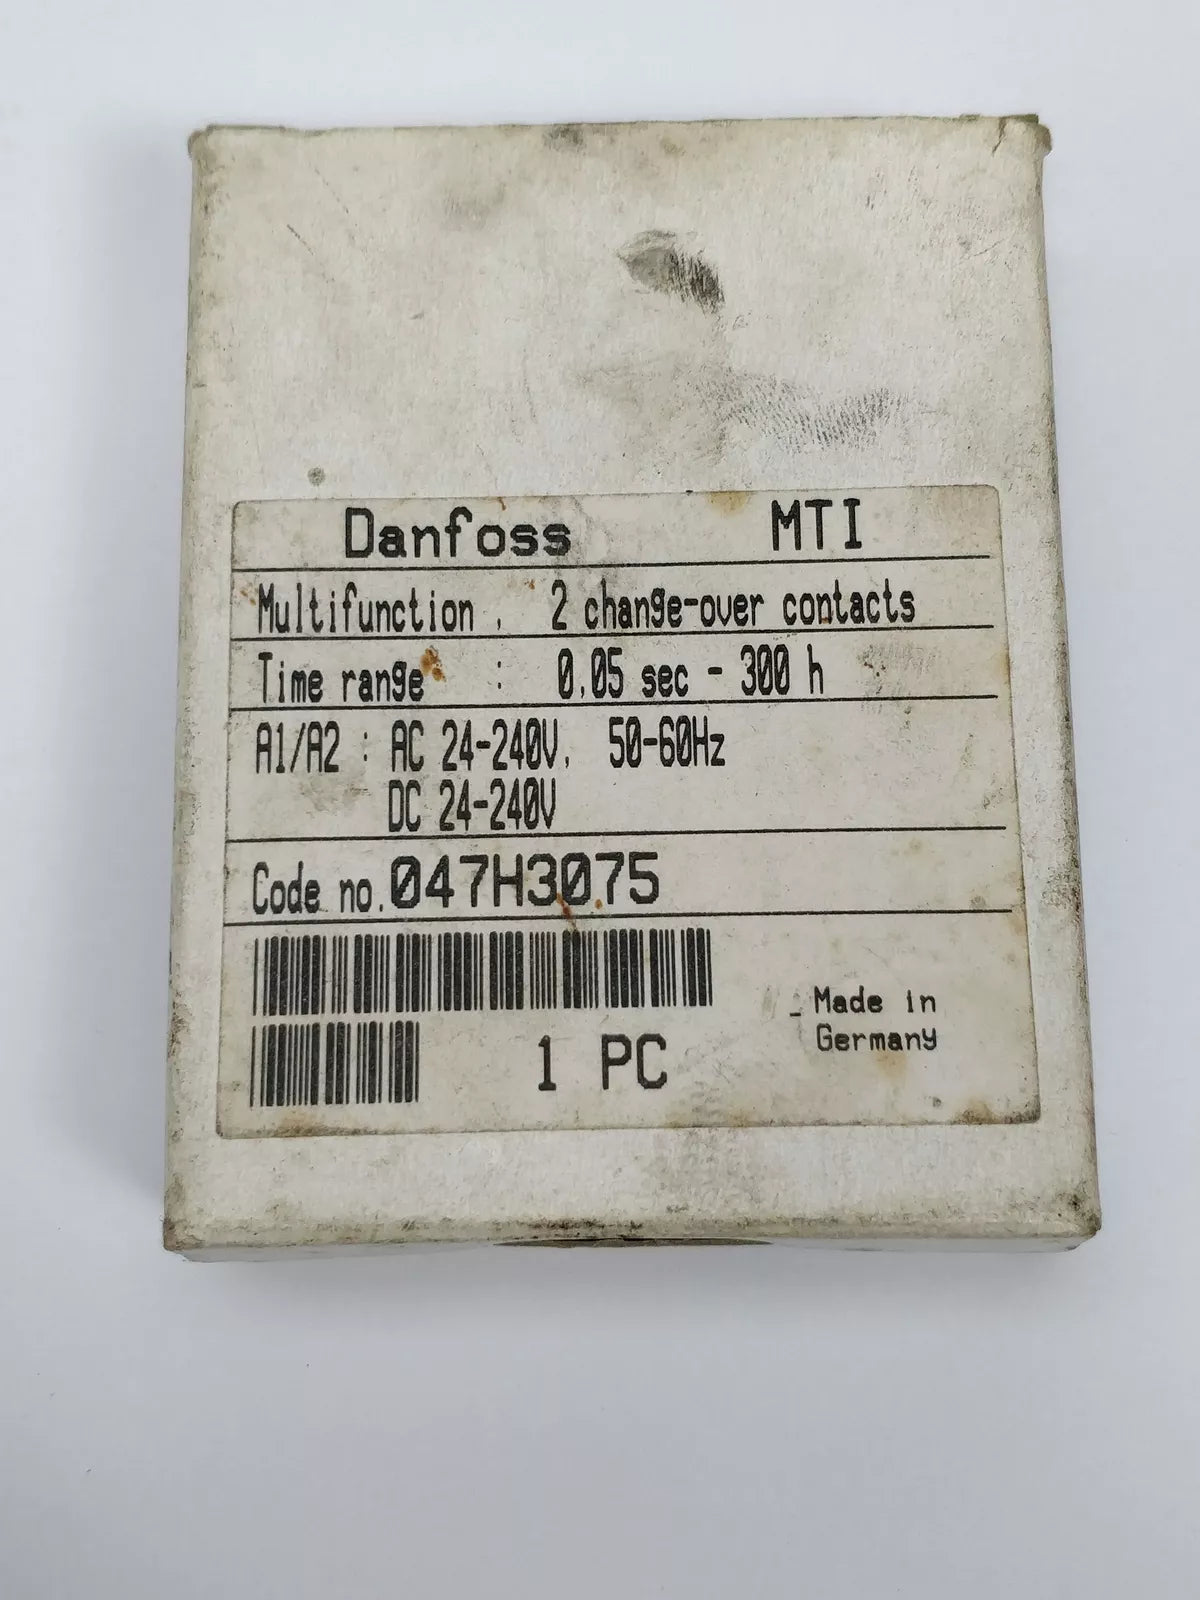 Danfoss MTI
Multifunction , 2 change-over contacts
Time range : 0,05 sec - 300 h
A1/A2 : AC 24-240V, 50-60Hz
DC 24-240V
Code no. 047H3075
1 PC
Made in
Germany